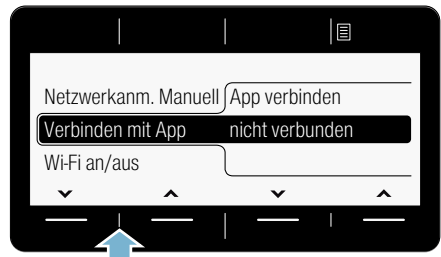 Netzwerkanm. Manuell App verbinden
Verbinden mit App nicht verbunden
Wi-Fi an/aus